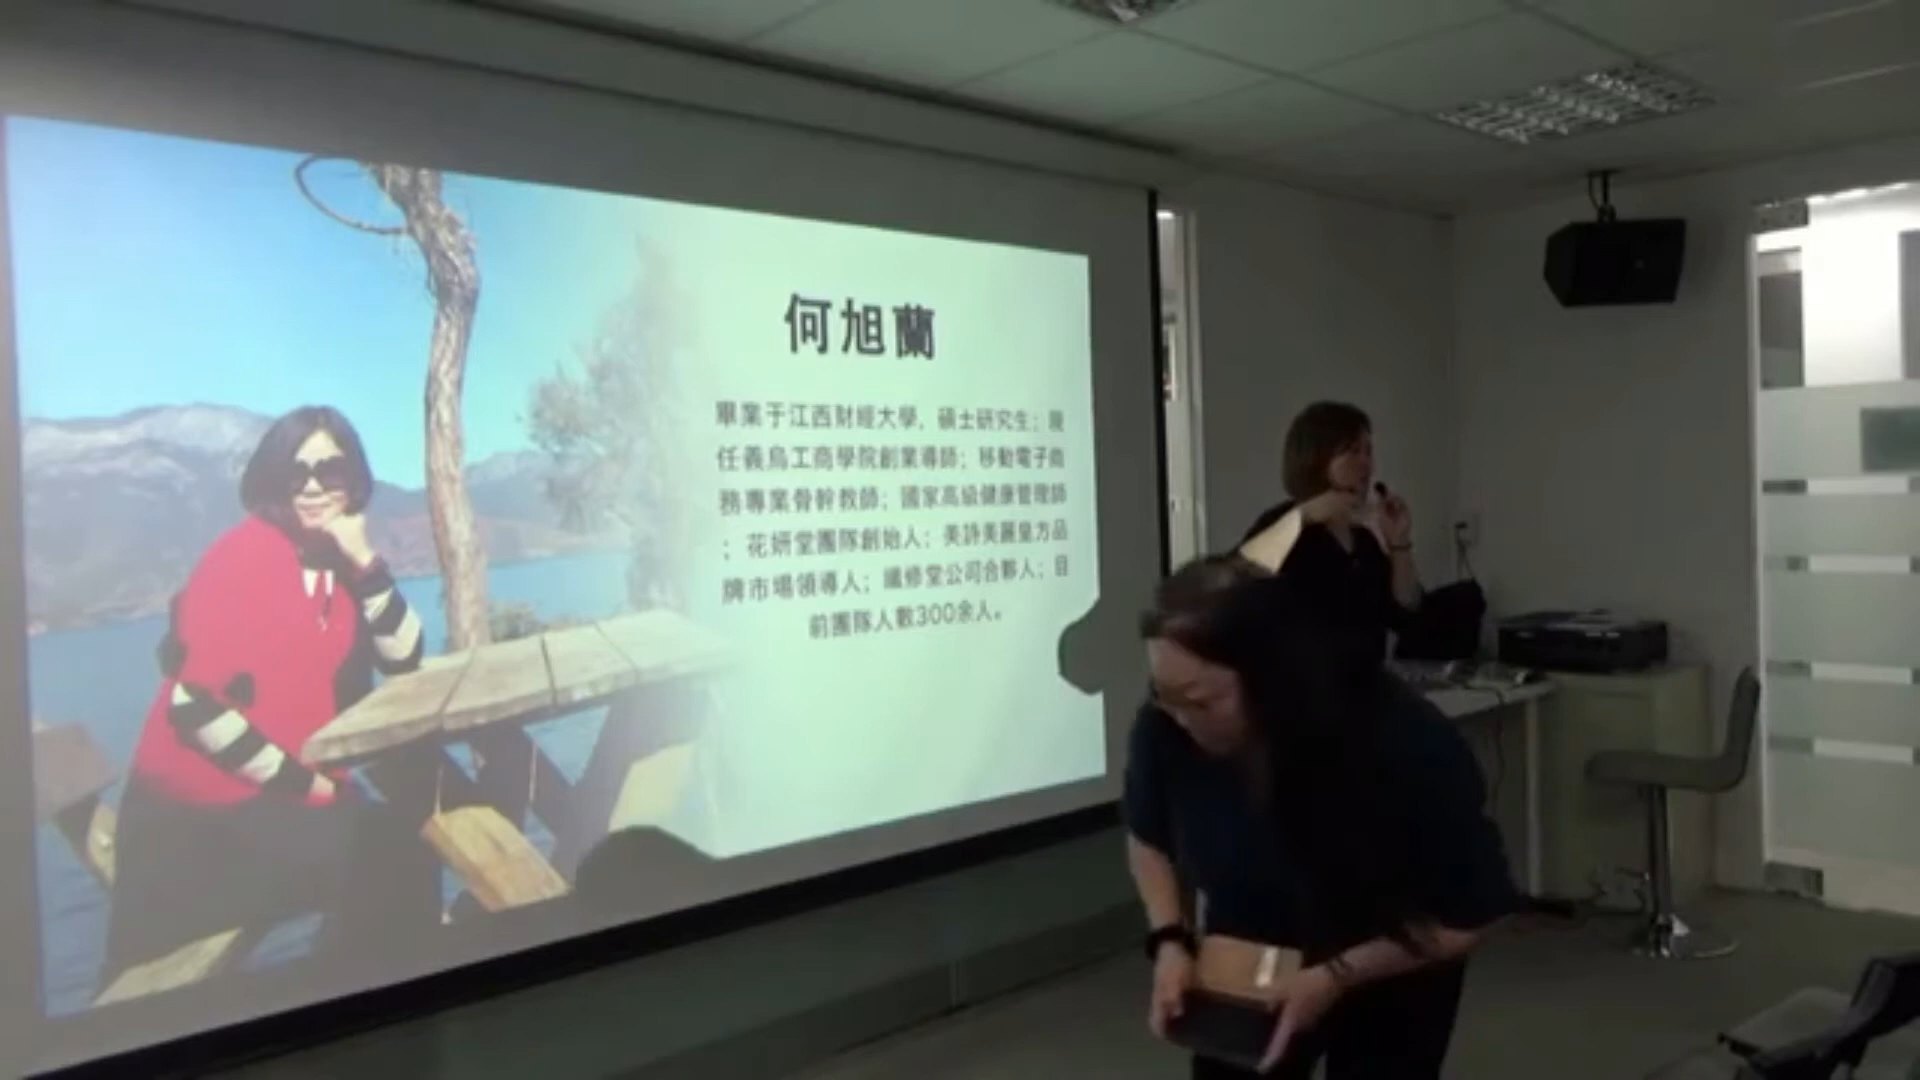 何旭蘭
畢業于江西財經大學，碩士研究生；現
任義烏工商學院創業導師；移動電子商
務專業骨幹教師；國家高級健康管理師
；花妍堂團隊創始人；美詩美麗皇方品
牌市場領導人；纖修堂公司合夥人；目
前團隊人數300余人。